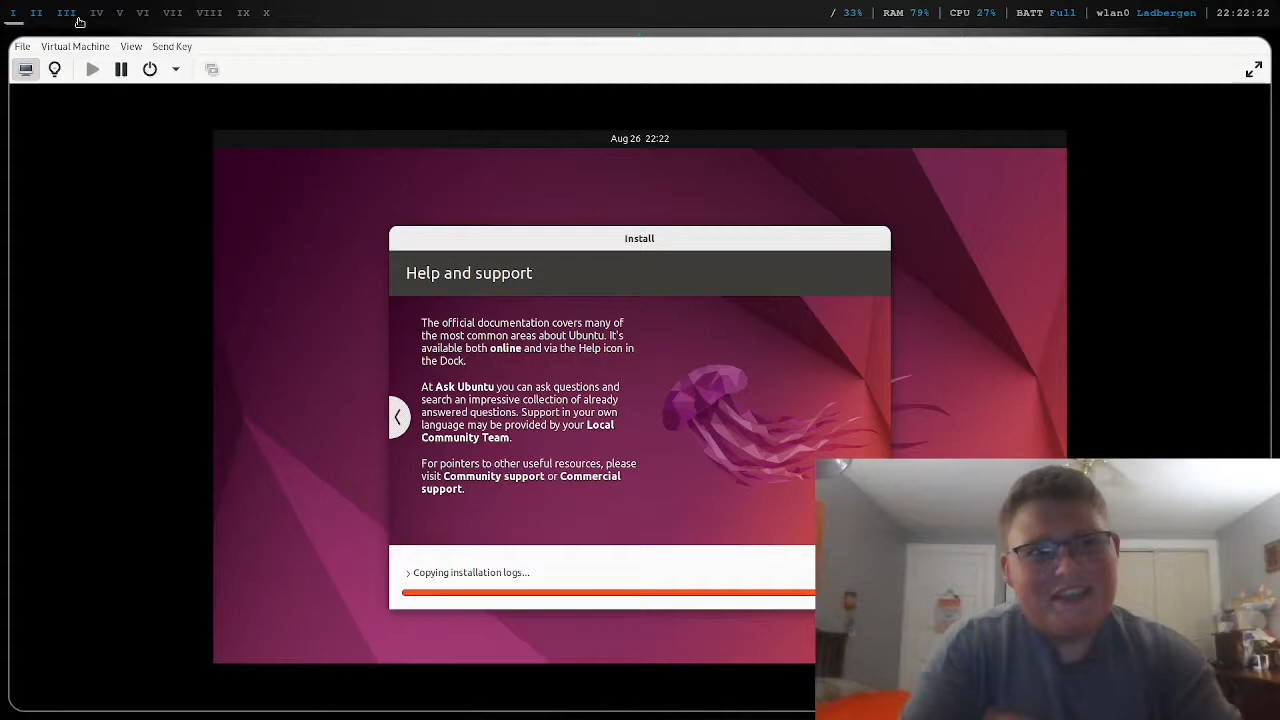 I II III IV V VI VII VIII IX X / 33% | RAM 79% | CPU 27% | BATT Full | wlan0 Ladbergen | 22:22:22
File Virtual Machine View Send Key
Aug 26 22:22
Install
Help and support
The official documentation covers many of
the most common areas about Ubuntu. It's
available both online and via the Help icon in
the Dock.
At Ask Ubuntu you can ask questions and
search an impressive collection of already
answered questions. Support in your own
language may be provided by your Local
Community Team.
For pointers to other useful resources, please
visit Community support or Commercial
support.
Copying installation logs...